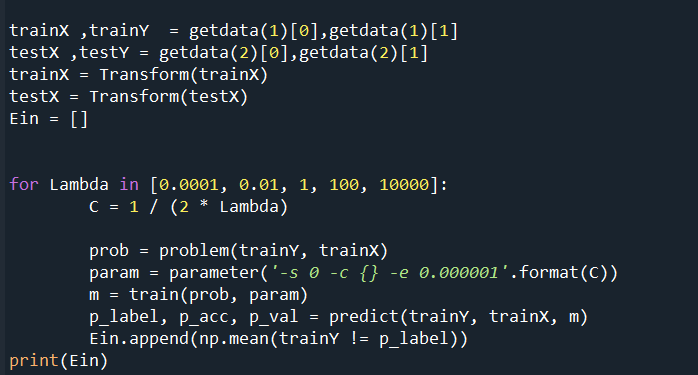 trainX ,trainY  = getdata(1)[0],getdata(1)[1]
testX ,testY = getdata(2)[0],getdata(2)[1]
trainX = Transform(trainX)
testX = Transform(testX)
Ein = []
for Lambda in [0.0001, 0.01, 1, 100, 10000]:
        C = 1 / (2 * Lambda)
        prob = problem(trainY, trainX)
        param = parameter('-s 0 -c {} -e 0.000001'.format(C))
        m = train(prob, param)
        p_label, p_acc, p_val = predict(trainY, trainX, m)
        Ein.append(np.mean(trainY != p_label))
print(Ein)